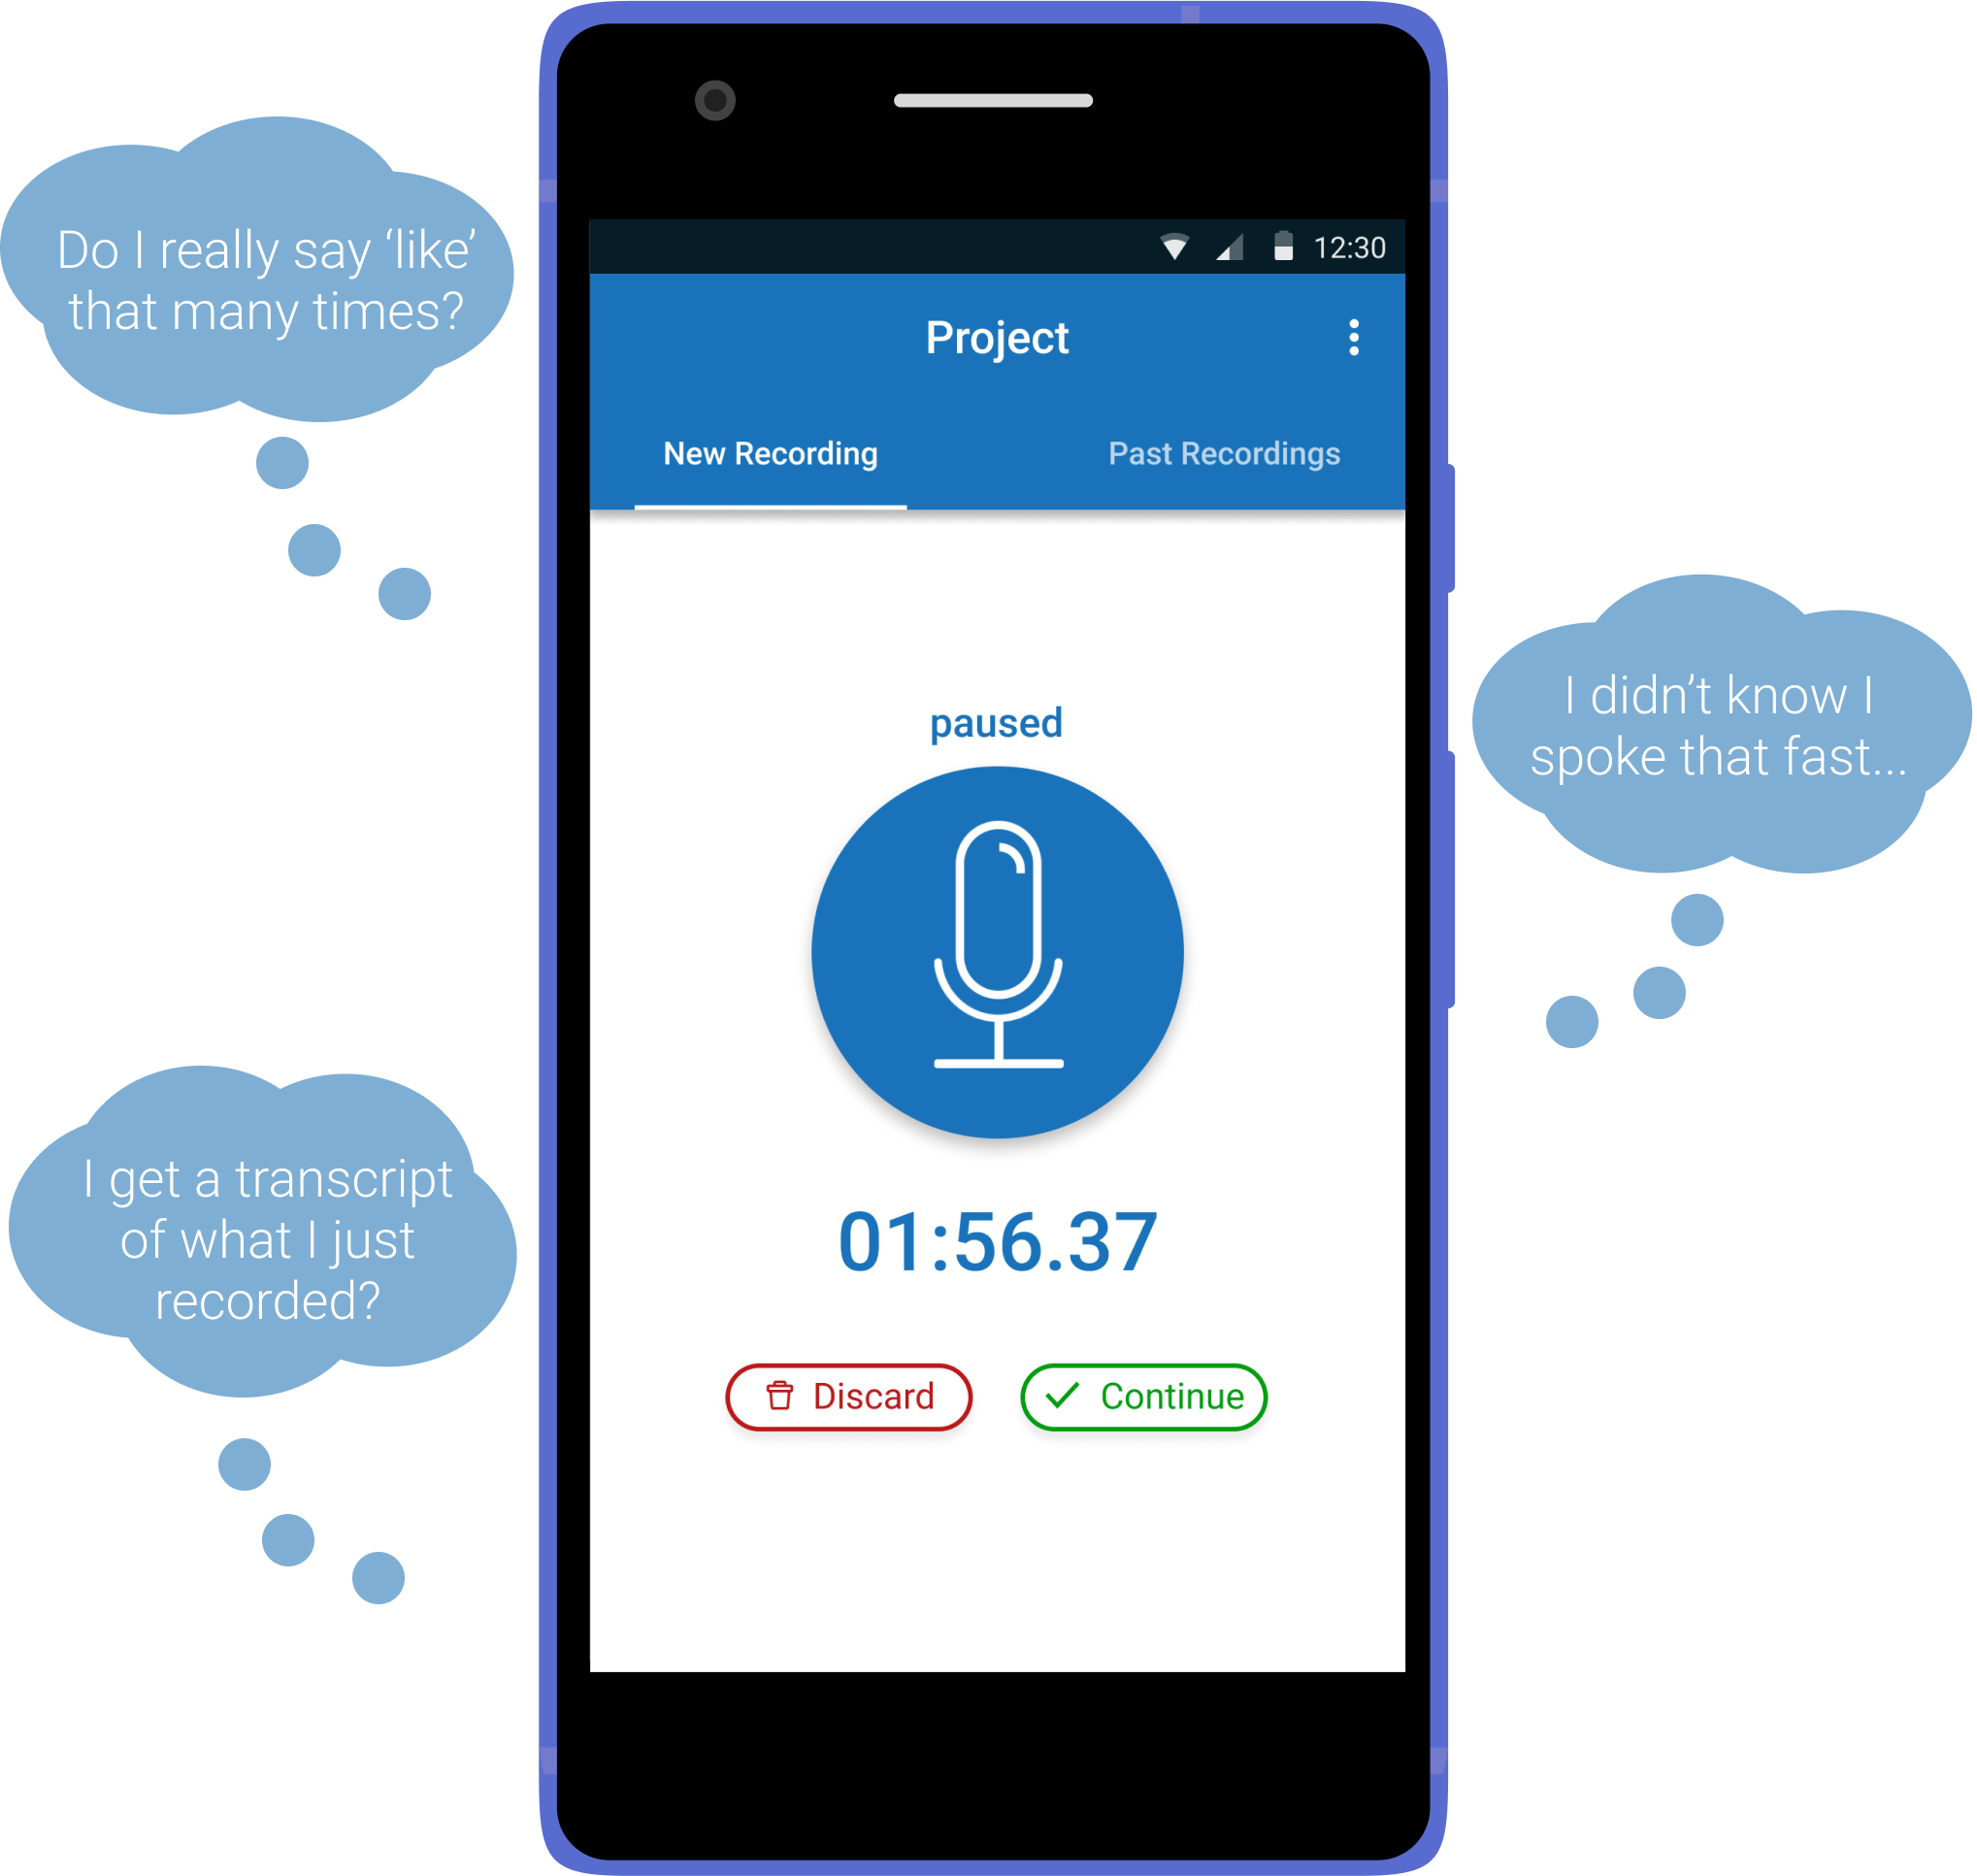 Do I really say ‘like’
that many times?
12:30
Project
New Recording
Past Recordings
paused
I didn’t know I
spoke that fast...
I get a transcript
of what I just
recorded?
01:56.37
Discard
Continue